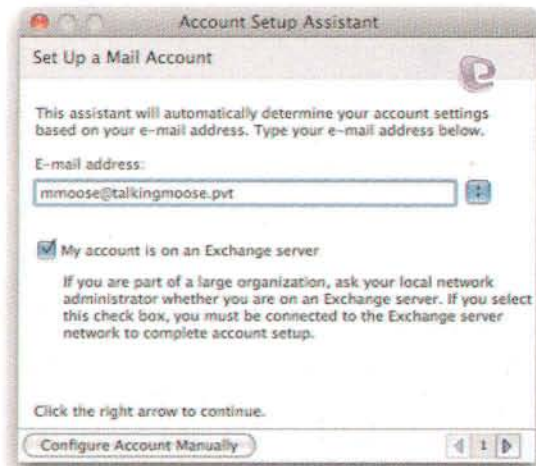 Account Setup Assistant
Set Up a Mail Account
This assistant will automatically determine your account settings
based on your e-mail address. Type your e-mail address below.
E-mail address:
mmoose@talkingmoose.pvt
My account is on an Exchange server
If you are part of a large organization, ask your local network
administrator whether you are on an Exchange server. If you select
this check box, you must be connected to the Exchange server
network to complete account setup.
Click the right arrow to continue.
Configure Account Manually
1